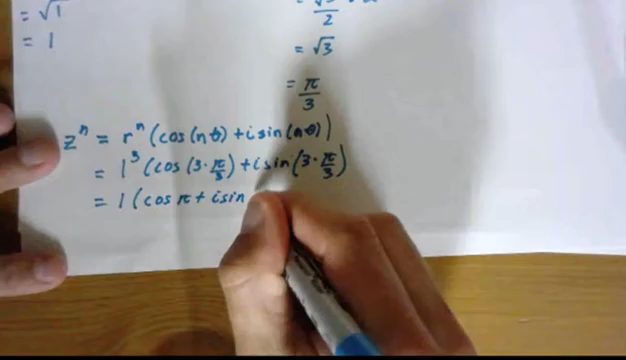 = √1
= 1
2
= √3
= π/3
zⁿ = rⁿ (cos(nθ) + i sin(nθ))
= 1³ (cos(3·π/3) + i sin(3·π/3)
= 1 (cos π + i sin